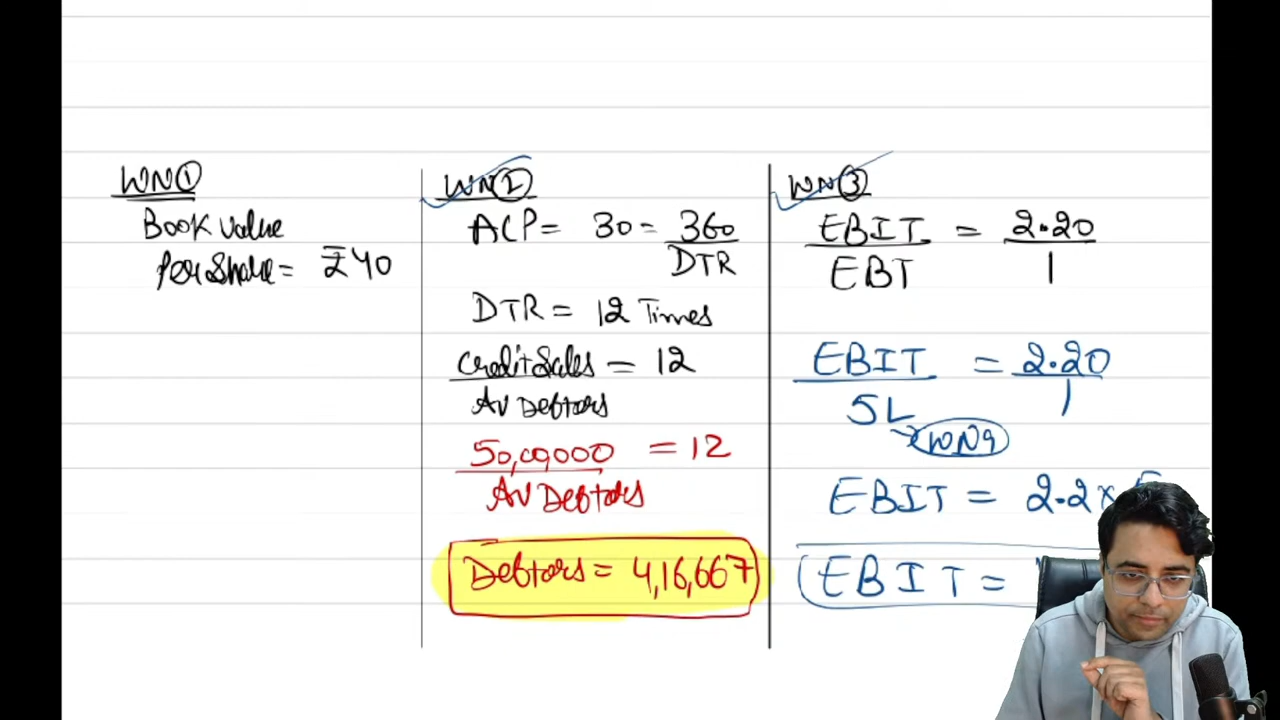 WN①
Book Value
Per Share = ₹40
WN②
ACP = 30 = 360
DTR
DTR = 12 Times
Credit Sales = 12
Av Debtors
50,00,000 = 12
Av Debtors
Debtors = 4,16,667
WN③
EBIT = 2.20
EBT 1
EBIT = 2.20
5L 1
WN9
EBIT = 2.2 ×
EBIT =